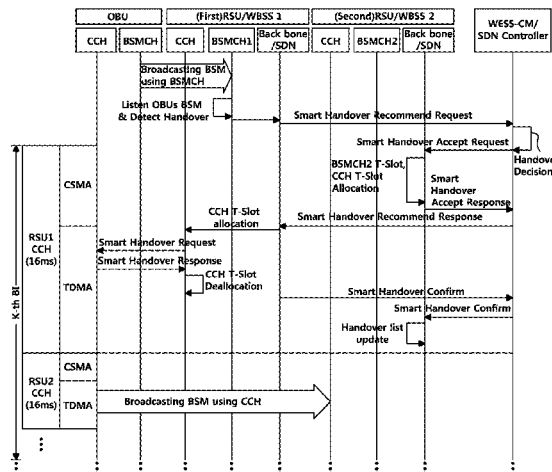 OBU
(First)RSU/WBSS 1
(Second)RSU/WBSS 2
WESS-CM/
SDN Controller
CCH
BSMCH
CCH
BSMCH1
Back bone
/SDN
CCH
BSMCH2
Back bone
/SDN
Broadcasting BSM
using BSMCH
Listen OBUs BSM
& Detect Handover
Smart Handover Recommend Request
Smart Handover Accept Request
Handover
Decision
BSMCH2 T-Slot,
CCH T-Slot
Allocation
Smart
Handover
Accept Response
CCH T-Slot
allocation
Smart Handover Recommend Response
Smart Handover Request
Smart Handover Response
CCH T-Slot
Deallocation
Smart Handover Confirm
Smart Handover Confirm
Handover list
update
Broadcasting BSM using CCH
K-th BI
RSU1
CCH
(16ms)
CSMA
TDMA
RSU2
CCH
(16ms)
CSMA
TDMA